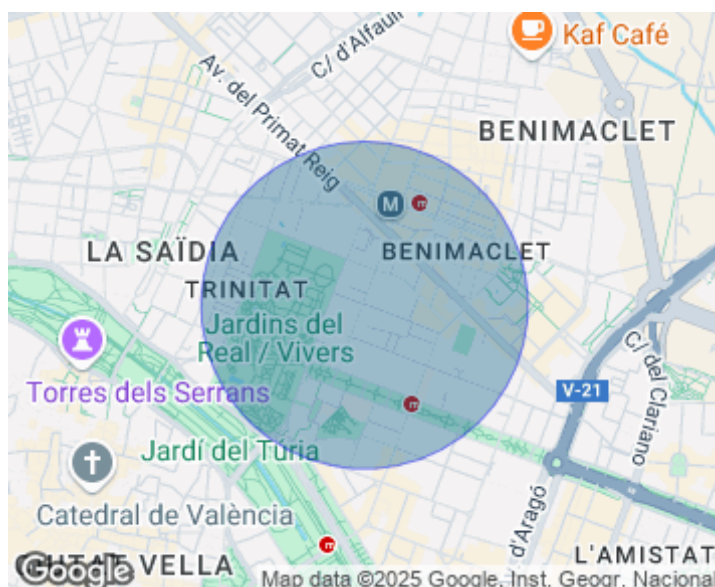 Kaf Café
C/ d'Alfaui
Av. del Primat Reig
BENIMACLET
M
LA SAÏDIA
BENIMACLET
TRINITAT
Jardins del
Real / Vivers
Torres dels Serrans
V-21
C/ del Clariano
Jardí del Túria
Catedral de València
d'Aragó
L'AMISTAT
VELLA
Google
Map data ©2025 Google, Inst. Geogr. Nacional